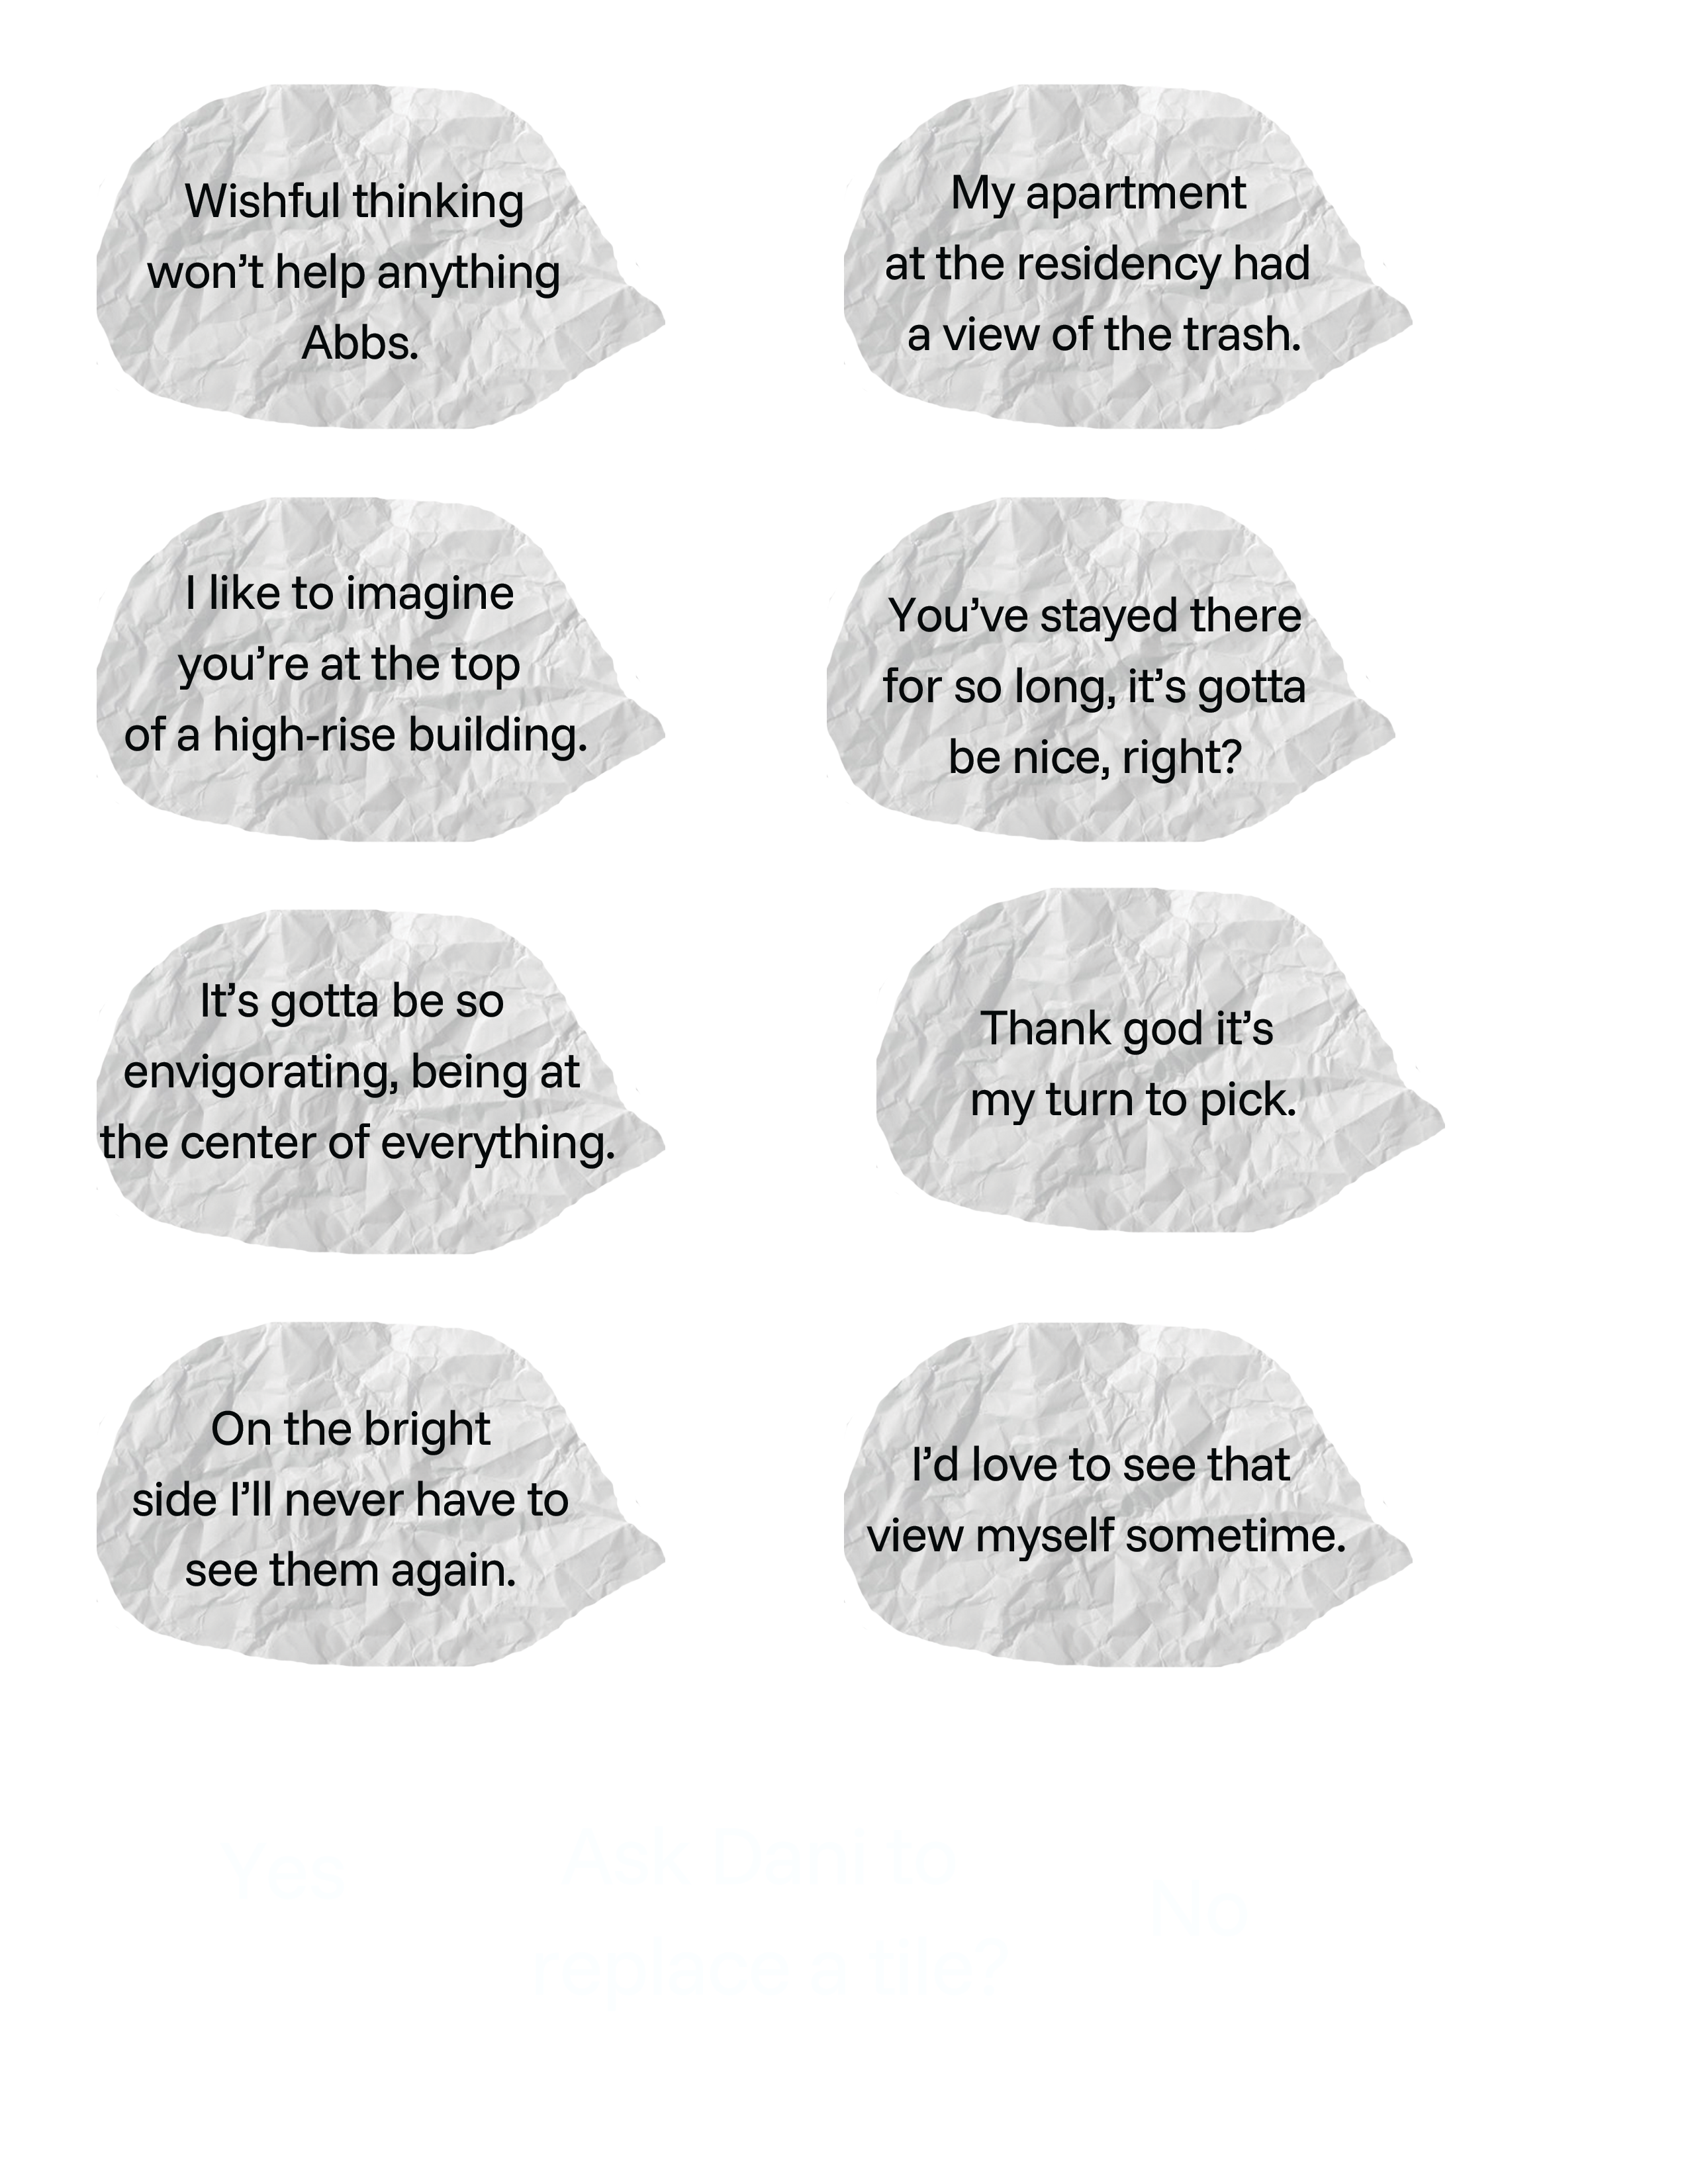 Wishful thinking
won't help anything
Abbs.
My apartment
at the residency had
a view of the trash.
I like to imagine
you're at the top
of a high-rise building.
You've stayed there
for so long, it's gotta
be nice, right?
It's gotta be so
envigorating, being at
the center of everything.
Thank god it's
my turn to pick.
On the bright
side I'll never have to
see them again.
I'd love to see that
view myself sometime.
Yes
Ask Dani to
replace a tile?
No